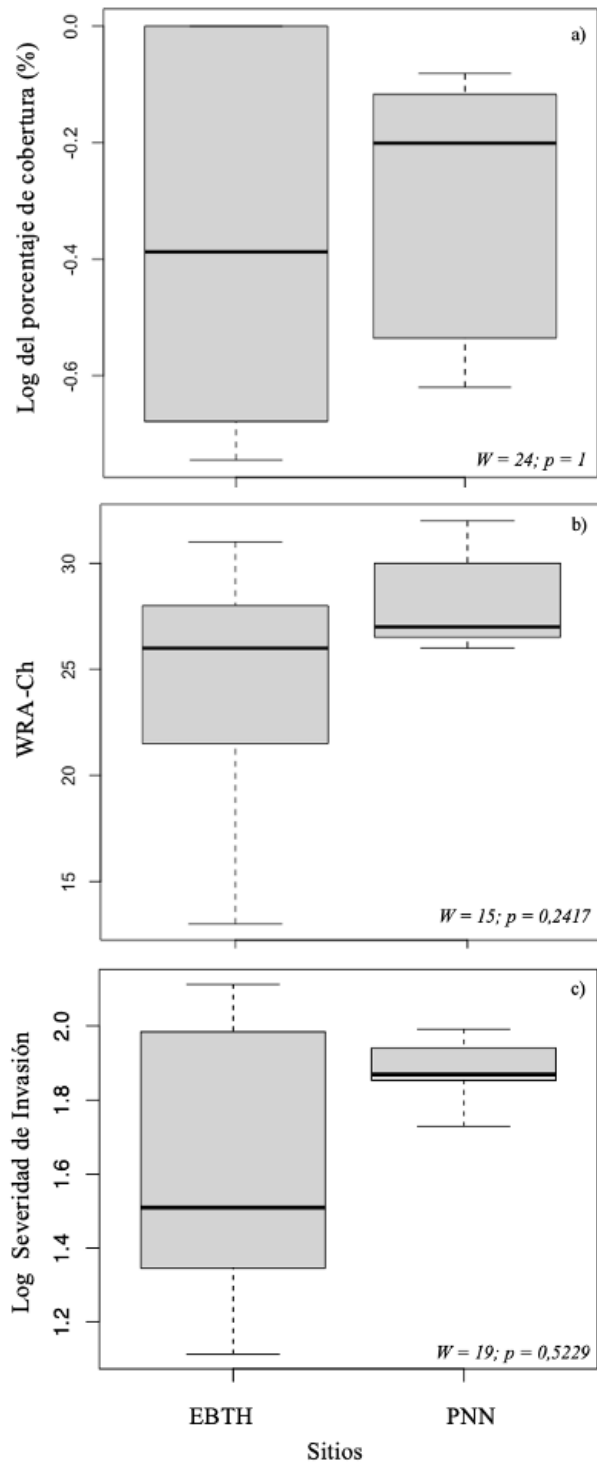 a)
Log del porcentaje de cobertura (%)
0.0
-0.2
-0.4
-0.6
W = 24; p = 1
b)
WRA-Ch
30
25
20
15
W = 15; p = 0,2417
c)
Log Severidad de Invasión
2.0
1.8
1.6
1.4
1.2
W = 19; p = 0,5229
EBTH PNN
Sitios